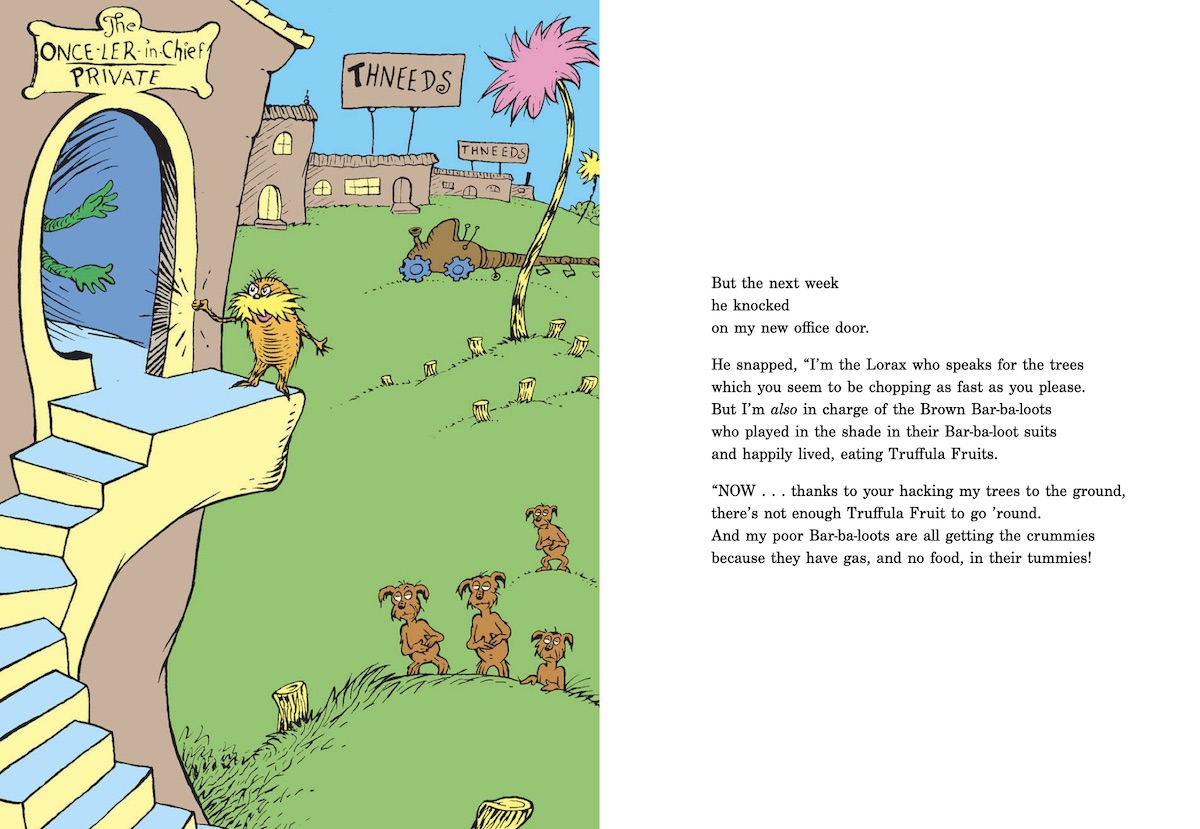 The
ONCE-LER-in-Chief
PRIVATE
THNEEDS
THNEEDS
But the next week
he knocked
on my new office door.
He snapped, “I’m the Lorax who speaks for the trees
which you seem to be chopping as fast as you please.
But I’m also in charge of the Brown Bar-ba-loots
who played in the shade in their Bar-ba-loot suits
and happily lived, eating Truffula Fruits.
“NOW . . . thanks to your hacking my trees to the ground,
there’s not enough Truffula Fruit to go ’round.
And my poor Bar-ba-loots are all getting the crummies
because they have gas, and no food, in their tummies!